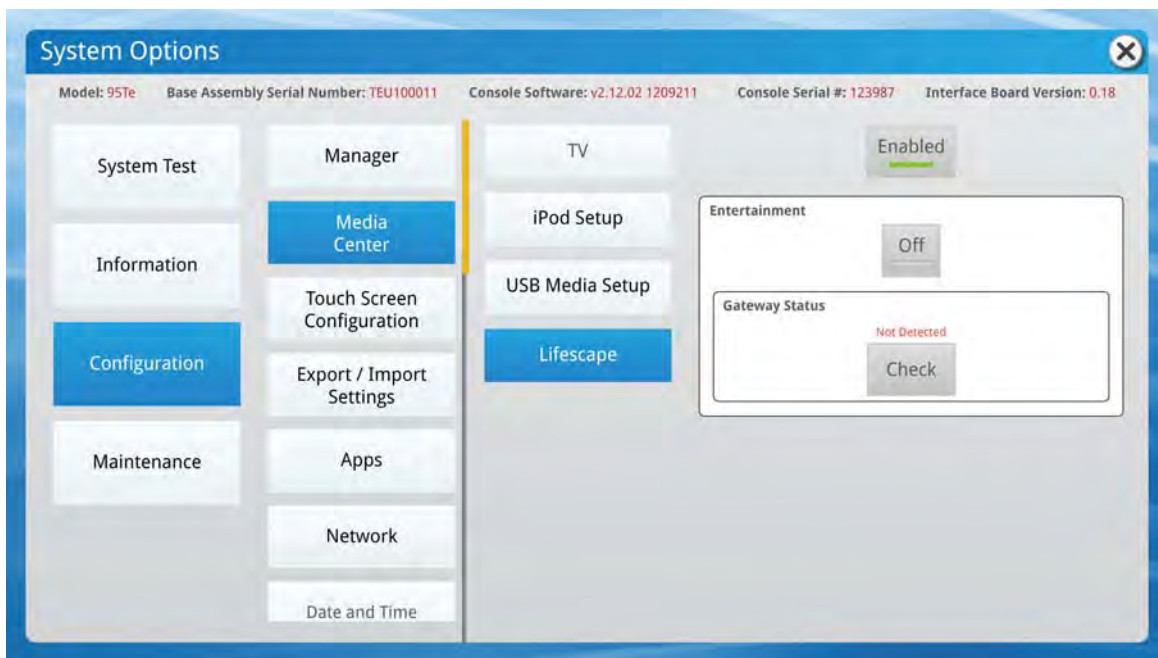 System Options
Model: 95Te Base Assembly Serial Number: TEU100011 Console Software: v2.12.02 1209211 Console Serial #: 123987 Interface Board Version: 0.18
System Test
Information
Configuration
Maintenance
Manager
Media
Center
Touch Screen
Configuration
Export / Import
Settings
Apps
Network
Date and Time
TV
iPod Setup
USB Media Setup
Lifescape
Enabled
Entertainment
Off
Gateway Status
Not Detected
Check